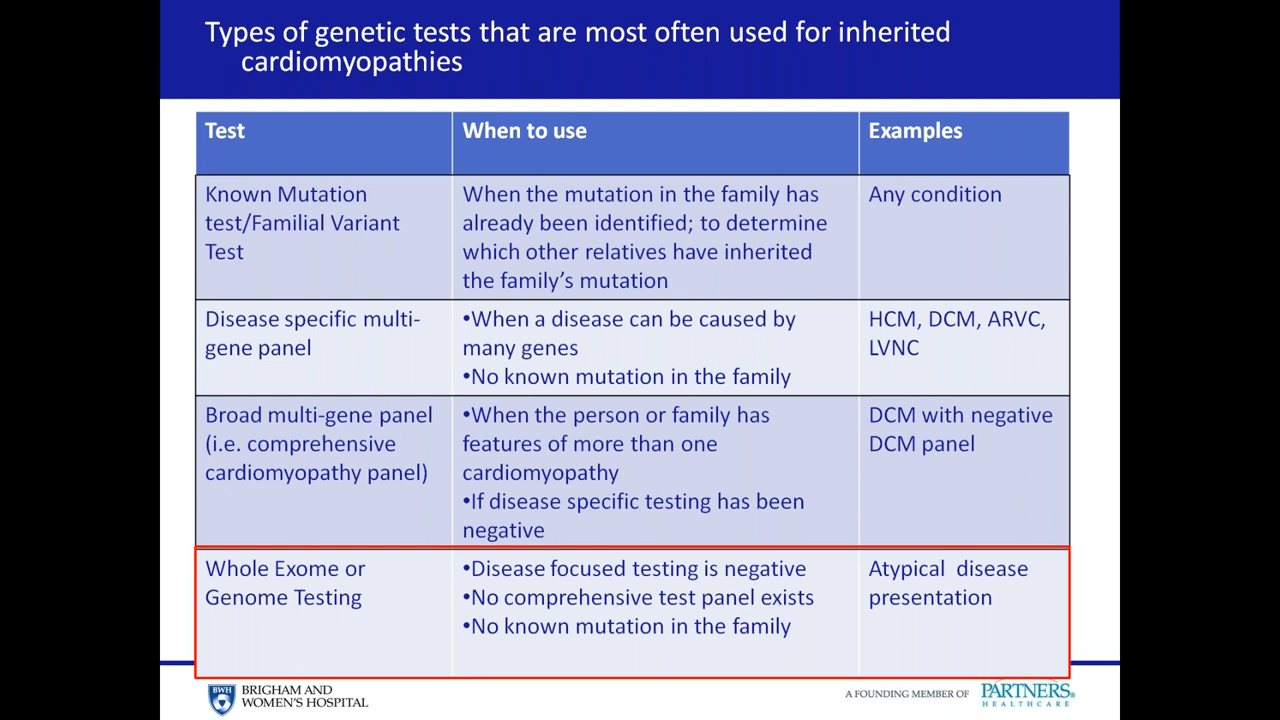 Types of genetic tests that are most often used for inherited
cardiomyopathies
Test
When to use
Examples
Known Mutation
test/Familial Variant
Test
When the mutation in the family has
already been identified; to determine
which other relatives have inherited
the family’s mutation
Any condition
Disease specific multi-
gene panel
•When a disease can be caused by
many genes
•No known mutation in the family
HCM, DCM, ARVC,
LVNC
Broad multi-gene panel
(i.e. comprehensive
cardiomyopathy panel)
•When the person or family has
features of more than one
cardiomyopathy
•If disease specific testing has been
negative
DCM with negative
DCM panel
Whole Exome or
Genome Testing
•Disease focused testing is negative
•No comprehensive test panel exists
•No known mutation in the family
Atypical disease
presentation
BWH
BRIGHAM AND
WOMEN’S HOSPITAL
A FOUNDING MEMBER OF
PARTNERS®
HEALTHCARE